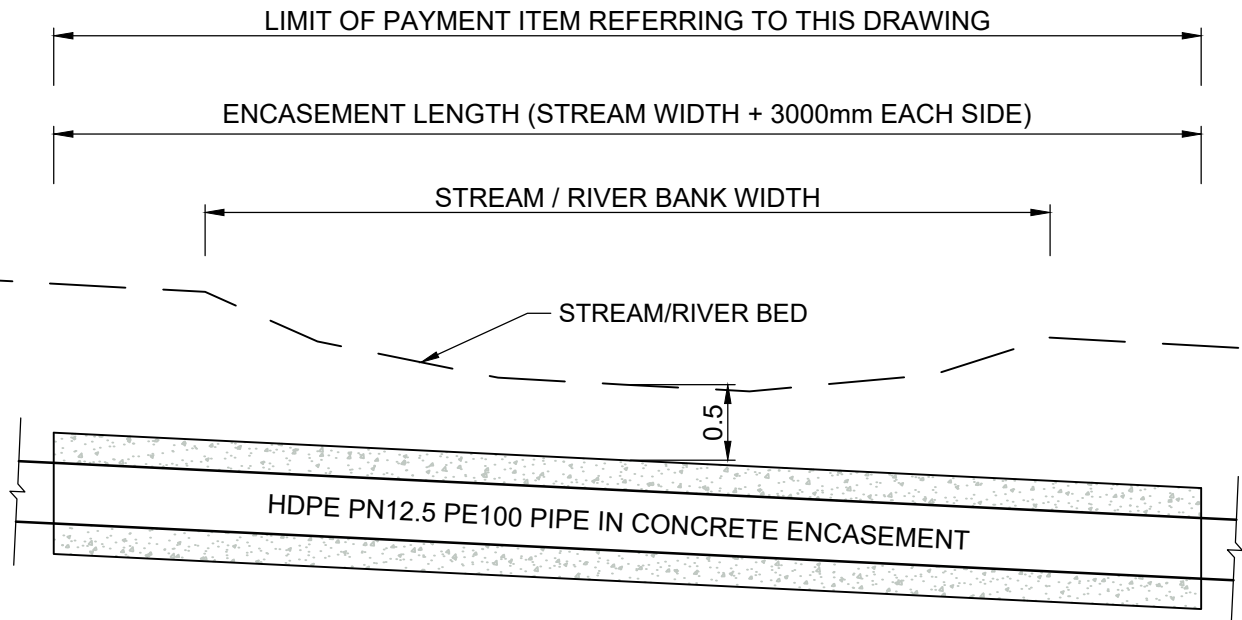 LIMIT OF PAYMENT ITEM REFERRING TO THIS DRAWING
ENCASEMENT LENGTH (STREAM WIDTH + 3000mm EACH SIDE)
STREAM / RIVER BANK WIDTH
STREAM/RIVER BED
0.5
HDPE PN12.5 PE100 PIPE IN CONCRETE ENCASEMENT